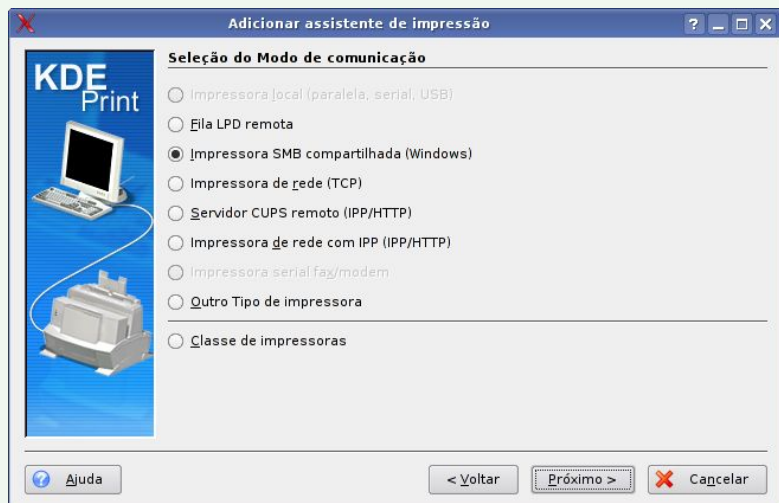 Adicionar assistente de impressão
KDE
Print
Seleção do Modo de comunicação
Impressora local (paralela, serial, USB)
Fila LPD remota
Impressora SMB compartilhada (Windows)
Impressora de rede (TCP)
Servidor CUPS remoto (IPP/HTTP)
Impressora de rede com IPP (IPP/HTTP)
Impressora serial fax/modem
Outro Tipo de impressora
Classe de impressoras
Ajuda
< Voltar
Próximo >
Cancelar